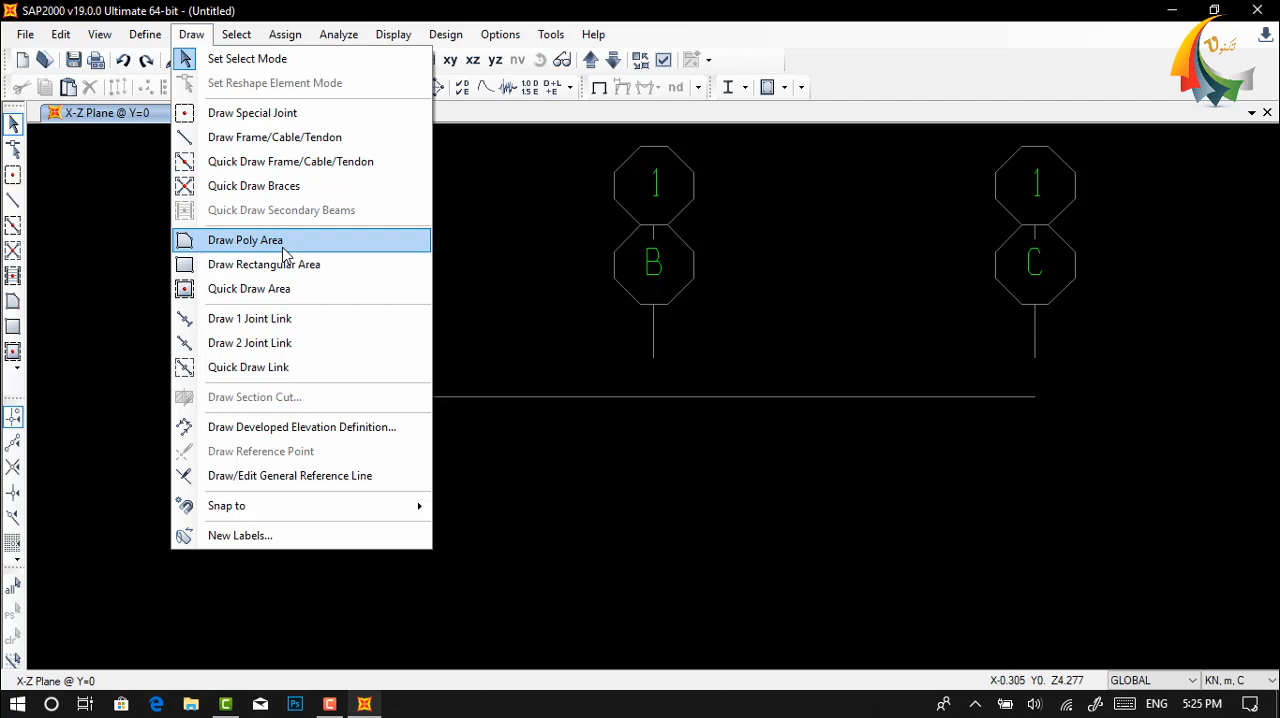 SAP2000 v19.0.0 Ultimate 64-bit - (Untitled)
File Edit View Define Draw Select Assign Analyze Display Design Options Tools Help
xy xz yz nv
nd
X-Z Plane @ Y=0
Set Select Mode
Set Reshape Element Mode
Draw Special Joint
Draw Frame/Cable/Tendon
Quick Draw Frame/Cable/Tendon
Quick Draw Braces
Quick Draw Secondary Beams
Draw Poly Area
Draw Rectangular Area
Quick Draw Area
Draw 1 Joint Link
Draw 2 Joint Link
Quick Draw Link
Draw Section Cut...
Draw Developed Elevation Definition...
Draw Reference Point
Draw/Edit General Reference Line
Snap to
New Labels...
1 1
B C
all
ps
clr
X-Z Plane @ Y=0 X-0.305 Y0. Z4.277 GLOBAL KN, m, C
ENG 5:25 PM